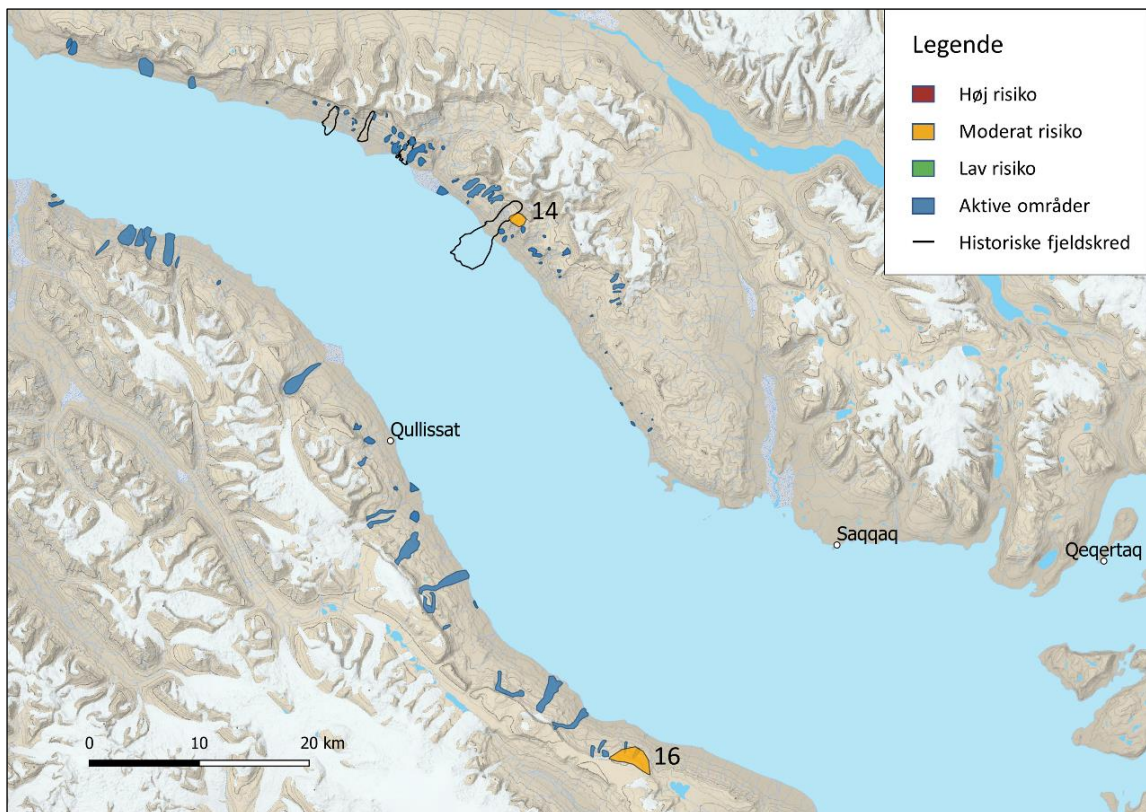 Legende
Høj risiko
Moderat risiko
Lav risiko
Aktive områder
Historiske fjeldskred
14
Qullissat
Saqqaq
Qeqertaq
0 10 20 km
16